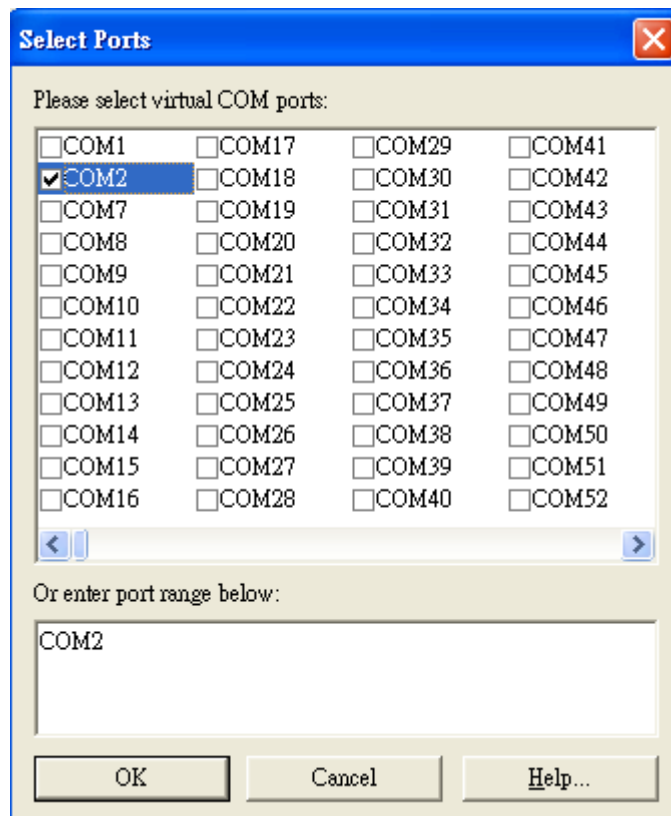 Select Ports
Please select virtual COM ports:
COM1 COM17 COM29 COM41
COM2 COM18 COM30 COM42
COM7 COM19 COM31 COM43
COM8 COM20 COM32 COM44
COM9 COM21 COM33 COM45
COM10 COM22 COM34 COM46
COM11 COM23 COM35 COM47
COM12 COM24 COM36 COM48
COM13 COM25 COM37 COM49
COM14 COM26 COM38 COM50
COM15 COM27 COM39 COM51
COM16 COM28 COM40 COM52
Or enter port range below:
COM2
OK Cancel Help...